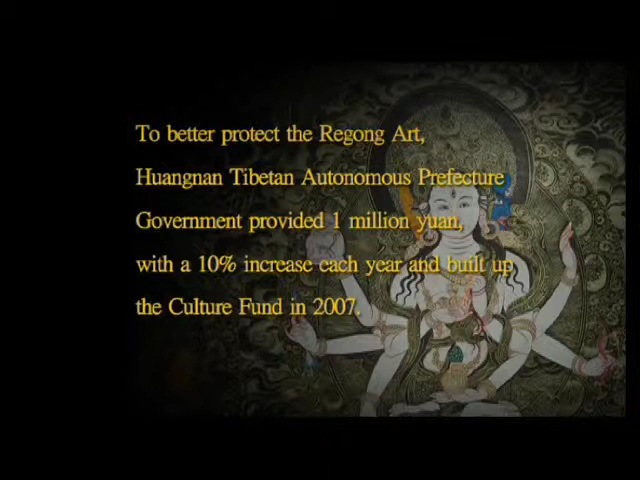 To better protect the Regong Art,
Huangnan Tibetan Autonomous Prefecture
Government provided 1 million yuan,
with a 10% increase each year and built up
the Culture Fund in 2007.